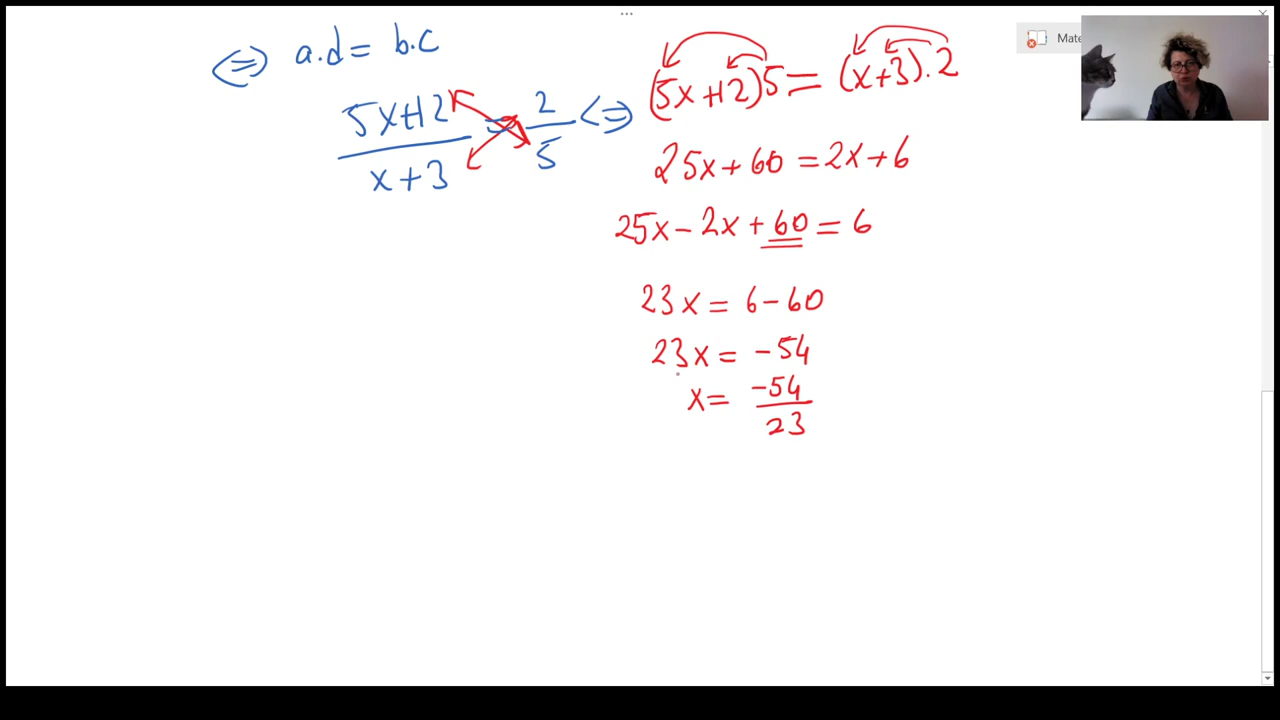 <=> a.d = b.c
(5x+12)5 = (x+3).2
5x+12 / x+3 = 2/5 <=>
25x + 60 = 2x + 6
25x - 2x + 60 = 6
23x = 6 - 60
23x = -54
x = -54/23